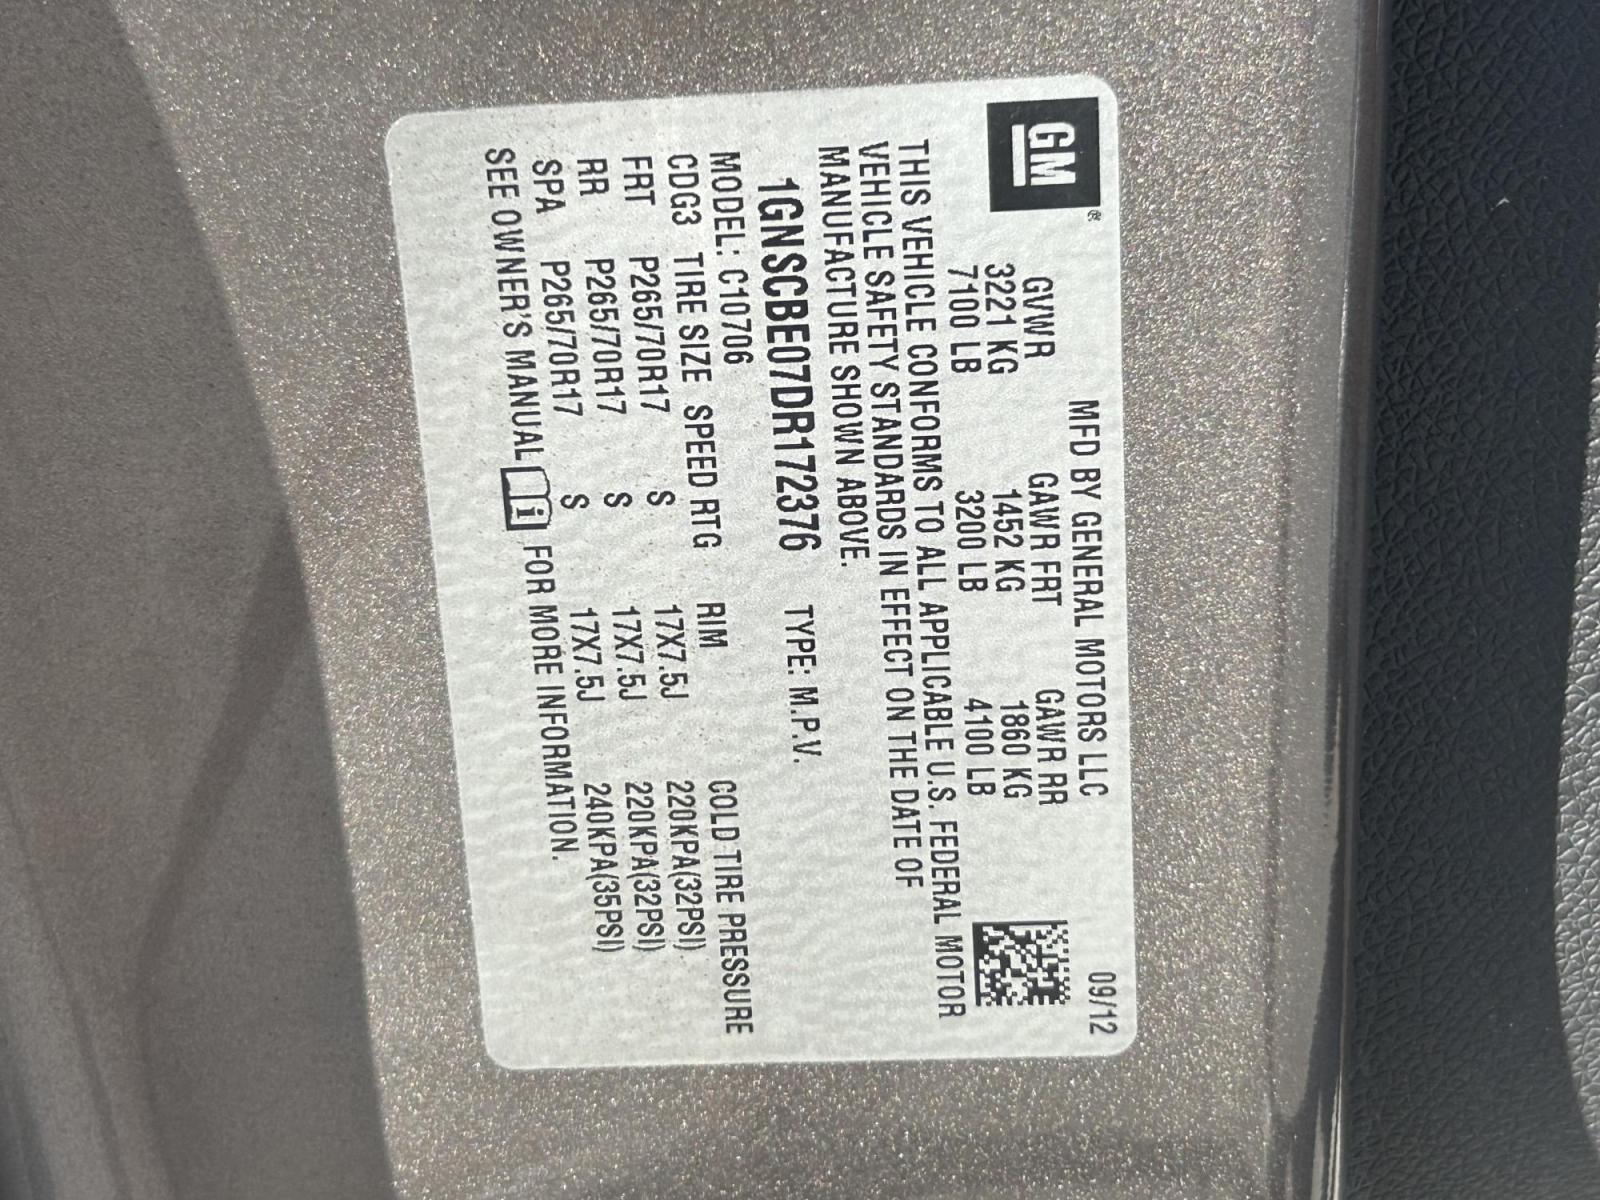 GM®
MFD BY GENERAL MOTORS LLC 09/12
GVWR GAWR FRT GAWR RR
3221 KG 1452 KG 1860 KG
7100 LB 3200 LB 4100 LB
THIS VEHICLE CONFORMS TO ALL APPLICABLE U.S. FEDERAL MOTOR
VEHICLE SAFETY STANDARDS IN EFFECT ON THE DATE OF
MANUFACTURE SHOWN ABOVE.
1GNSCBE07DR172376 TYPE: M.P.V.
MODEL: C10706
CDG3 TIRE SIZE SPEED RTG RIM COLD TIRE PRESSURE
FRT P265/70R17 S 17X7.5J 220KPA(32PSI)
RR P265/70R17 S 17X7.5J 220KPA(32PSI)
SPA P265/70R17 S 17X7.5J 240KPA(35PSI)
SEE OWNER'S MANUAL i FOR MORE INFORMATION.